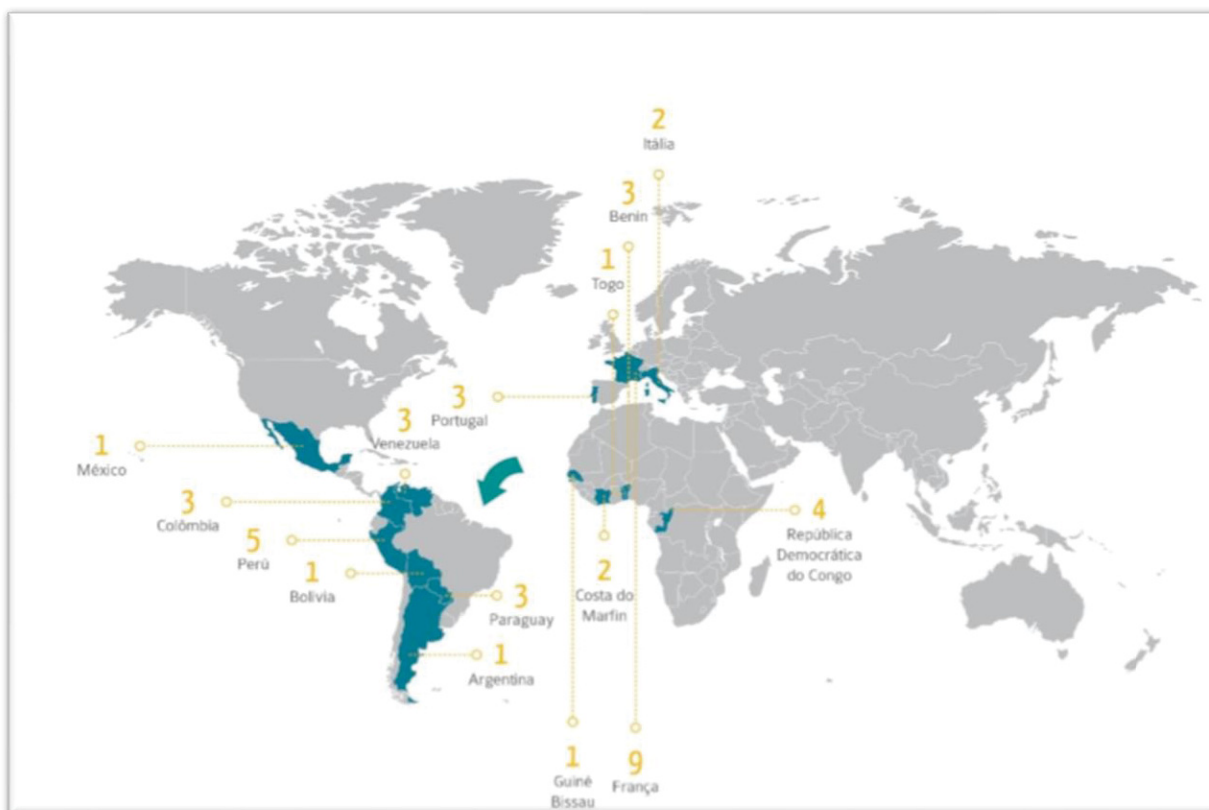 2
Itália
3
Benin
1
Togo
3
Portugal
3
Venezuela
1
México
3
Colômbia
5
Perú
1
Bolivia
3
Paraguay
1
Argentina
4
República
Democrática
do Congo
2
Costa do
Marfin
1
Guiné
Bissau
9
França